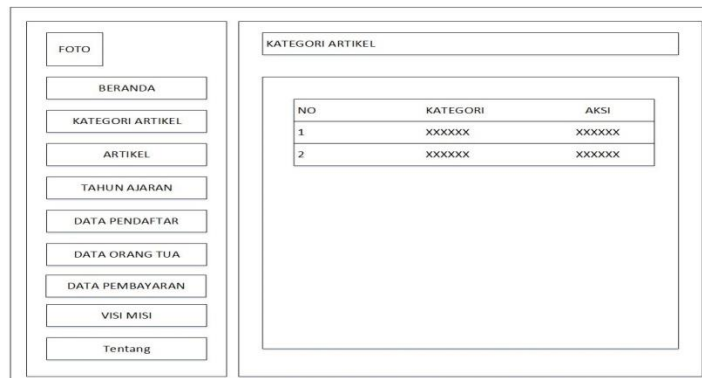 FOTO
BERANDA
KATEGORI ARTIKEL
ARTIKEL
TAHUN AJARAN
DATA PENDAFTAR
DATA ORANG TUA
DATA PEMBAYARAN
VISI MISI
Tentang
KATEGORI ARTIKEL
NO KATEGORI AKSI
1 XXXXXX XXXXXX
2 XXXXXX XXXXXX